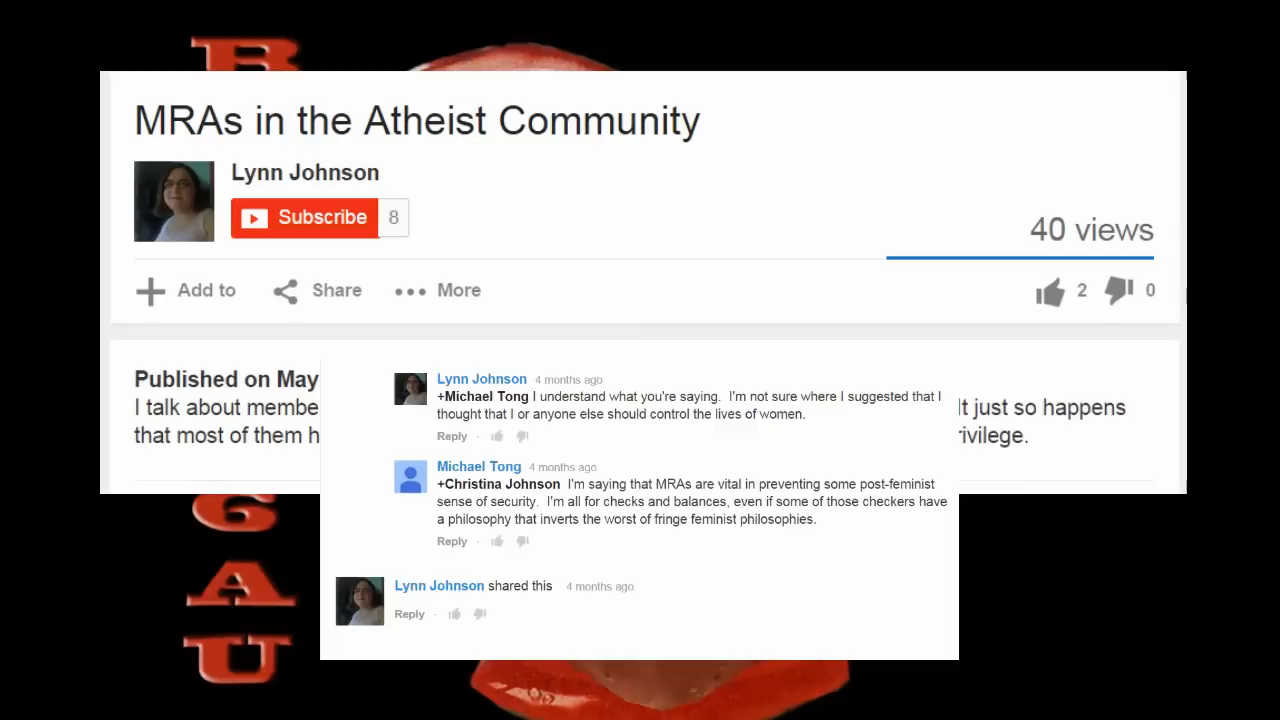 R
MRAs in the Atheist Community
Lynn Johnson
Subscribe 8
40 views
Add to Share More 2 0
Published on May
I talk about membe It just so happens
that most of them h rivilege.
Lynn Johnson 4 months ago
+Michael Tong I understand what you're saying. I'm not sure where I suggested that I
thought that I or anyone else should control the lives of women.
Reply ·
Michael Tong 4 months ago
+Christina Johnson I'm saying that MRAs are vital in preventing some post-feminist
sense of security. I'm all for checks and balances, even if some of those checkers have
a philosophy that inverts the worst of fringe feminist philosophies.
Reply ·
Lynn Johnson shared this 4 months ago
Reply ·
6
A
U